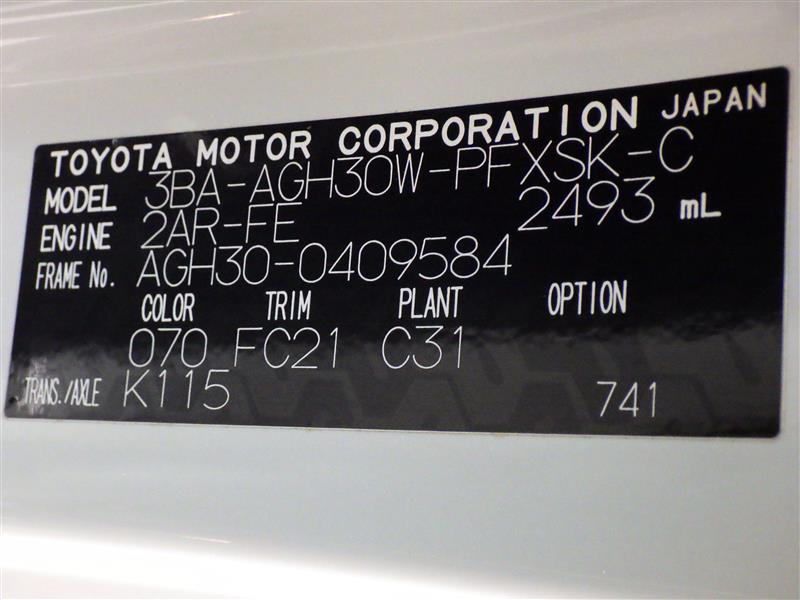 TOYOTA MOTOR CORPORATION JAPAN
MODEL 3BA-AGH30W-PFXSK-C
ENGINE 2AR-FE 2493 mL
FRAME No. AGH30-0409584
COLOR TRIM PLANT OPTION
070 FC21 C31
TRANS./AXLE K115 741